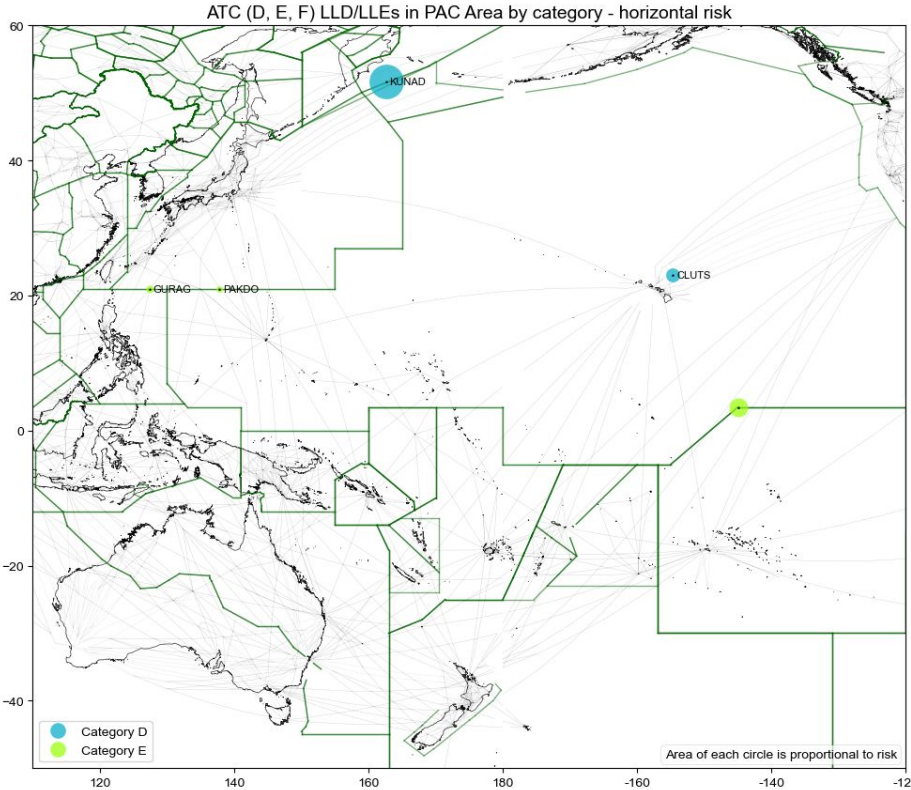 ATC (D, E, F) LLD/LLEs in PAC Area by category - horizontal risk
60
KUNAD
40
CLUTS
GURAG
PAKDO
20
0
-20
-40
Category D
Category E
Area of each circle is proportional to risk
120
140
160
180
-160
-140
-12